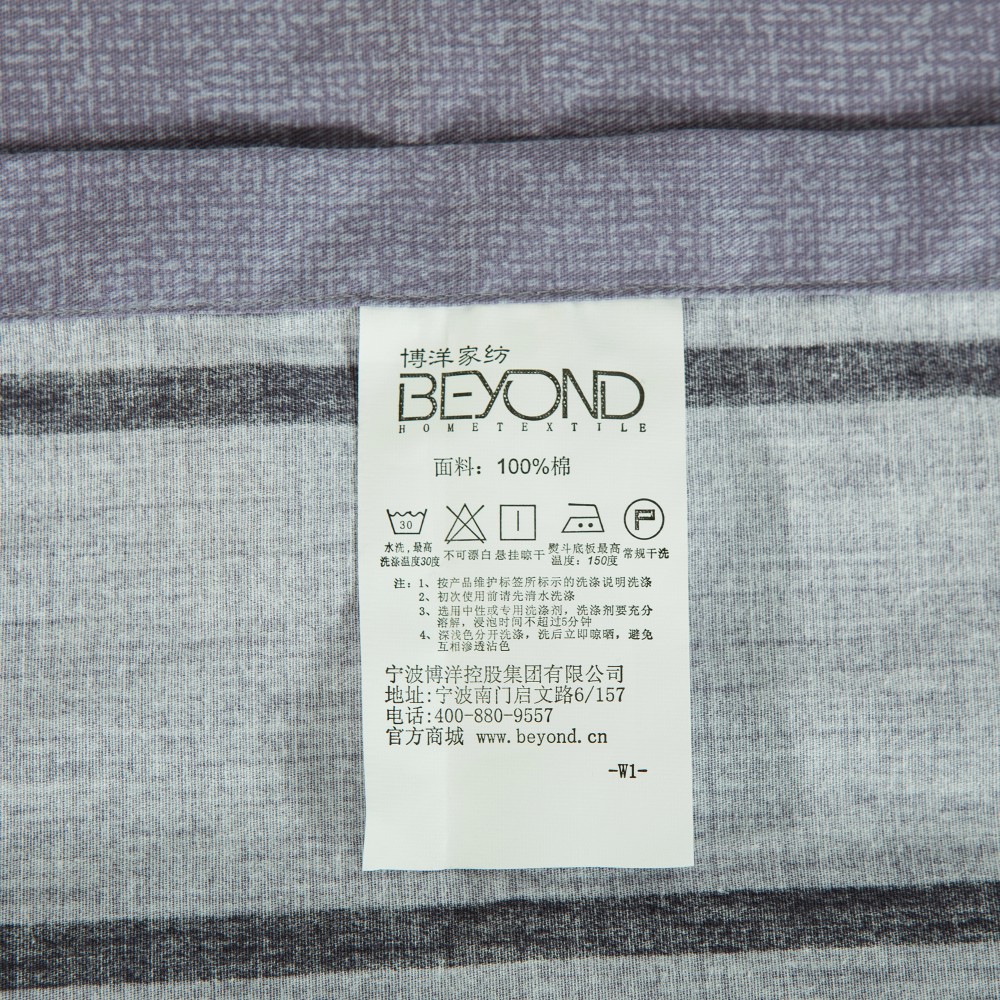 博洋家纺
BEYOND
HOMETEXTILE
面料：100%棉
30
P
水洗，最高
洗涤温度30度
不可漂白
悬挂晾干
熨斗底板最高
温度：150度
常规干洗
注：1、按产品维护标签所标示的洗涤说明洗涤
2、初次使用前请先清水洗涤
3、选用中性或专用洗涤剂，洗涤剂要充分
溶解，浸泡时间不超过5分钟
4、深浅色分开洗涤，洗后立即晾晒，避免
互相渗透沾色
宁波博洋控股集团有限公司
地址:宁波南门启文路6/157
电话:400-880-9557
官方商城 www.beyond.cn
-W1-